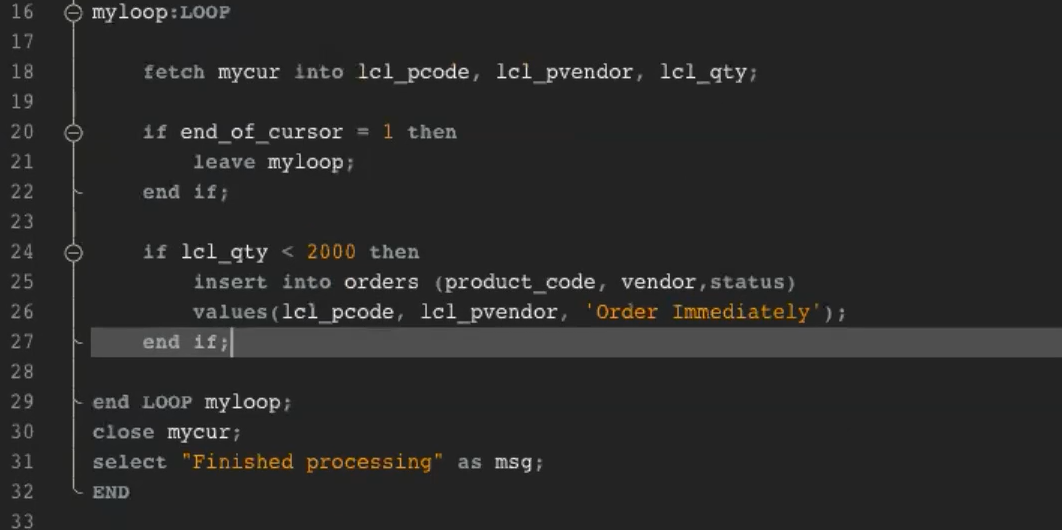 16 myloop:LOOP
17
18 fetch mycur into lcl_pcode, lcl_pvendor, lcl_qty;
19
20 if end_of_cursor = 1 then
21 leave myloop;
22 end if;
23
24 if lcl_qty < 2000 then
25 insert into orders (product_code, vendor,status)
26 values(lcl_pcode, lcl_pvendor, 'Order Immediately');
27 end if;
28
29 end LOOP myloop;
30 close mycur;
31 select "Finished processing" as msg;
32 END
33